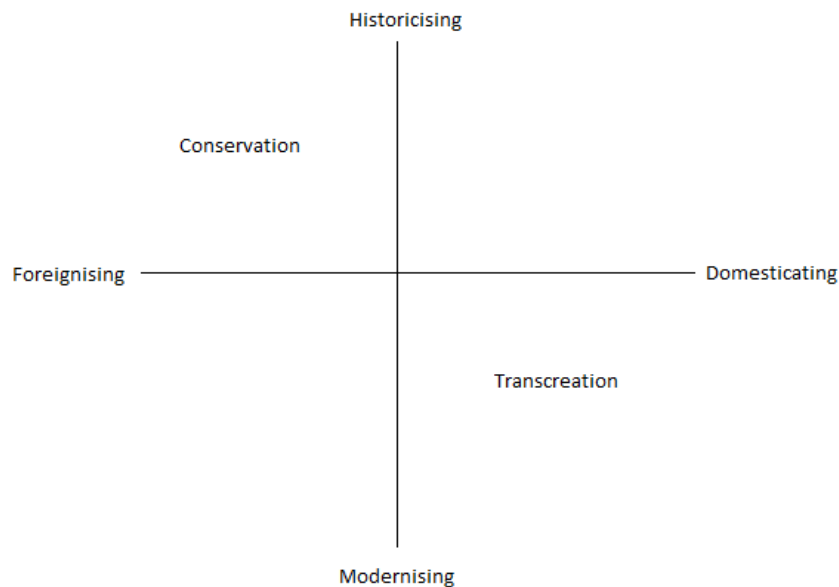 Historicising
Conservation
Foreignising
Domesticating
Transcreation
Modernising